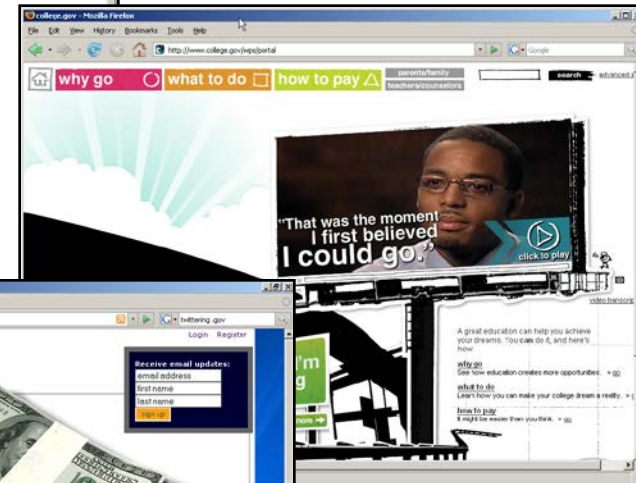 college.gov - Mozilla Firefox
File Edit View History Bookmarks Tools Help
http://www.college.gov/wps/portal
Google
why go
what to do
how to pay
parents/family
teachers/counselors
search
"That was the moment
I first believed
I could go."
click to play
video transcript
A great education can help you achieve
your dreams. You can do it, and here's
how:
why go
See how education creates more opportunities. > go
what to do
Learn how you can make your college dream a reality. >
how to pay
It might be easier than you think. > go
I'm
more
twittering .gov
Login Register
Receive email updates:
email address
first name
last name
sign up